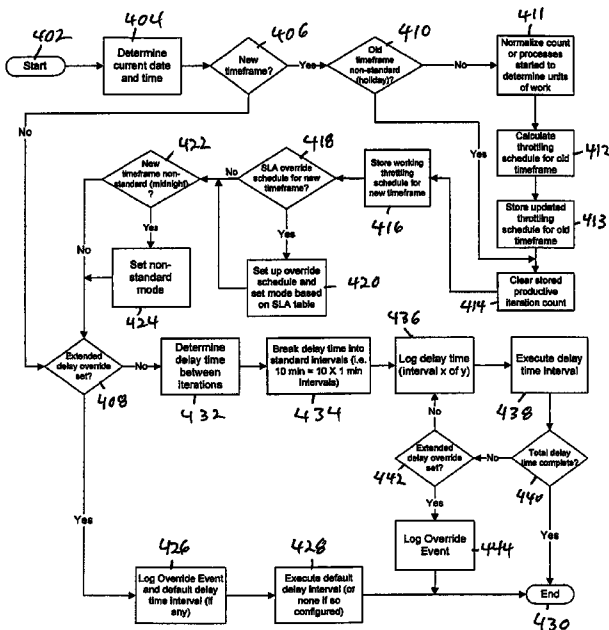 402
Start
404
Determine
current date
and time
406
New
timeframe?
Yes
410
Old
timeframe
non-standard
(holiday)?
No
411
Normalize count
or processes
started to
determine units
of work
No
Yes
Calculate
throttling
schedule for old
timeframe
412
Store updated
throttling
schedule for old
timeframe
413
Clear stored
productive
iteration count
414
Store working
throttling
schedule for new
timeframe
416
418
SLA override
schedule for new
timeframe?
No
Yes
Set up override
schedule and
set mode based
on SLA table
420
422
New
timeframe non-
standard (midnight)
?
No
Yes
Set non-
standard
mode
424
Extended
delay override
set?
408
No
Determine
delay time
between
iterations
432
Break delay time into
standard intervals (i.e.
10 min = 10 X 1 min
intervals)
434
436
Log delay time
(interval x of y)
Execute delay
time interval
438
No
Extended
delay override
set?
442
No
Total delay
time complete?
440
Yes
Yes
Log Override
Event
444
Yes
426
Log Override Event
and default delay
time interval (if
any)
428
Execute default
delay interval (or
none if so
configured)
End
430